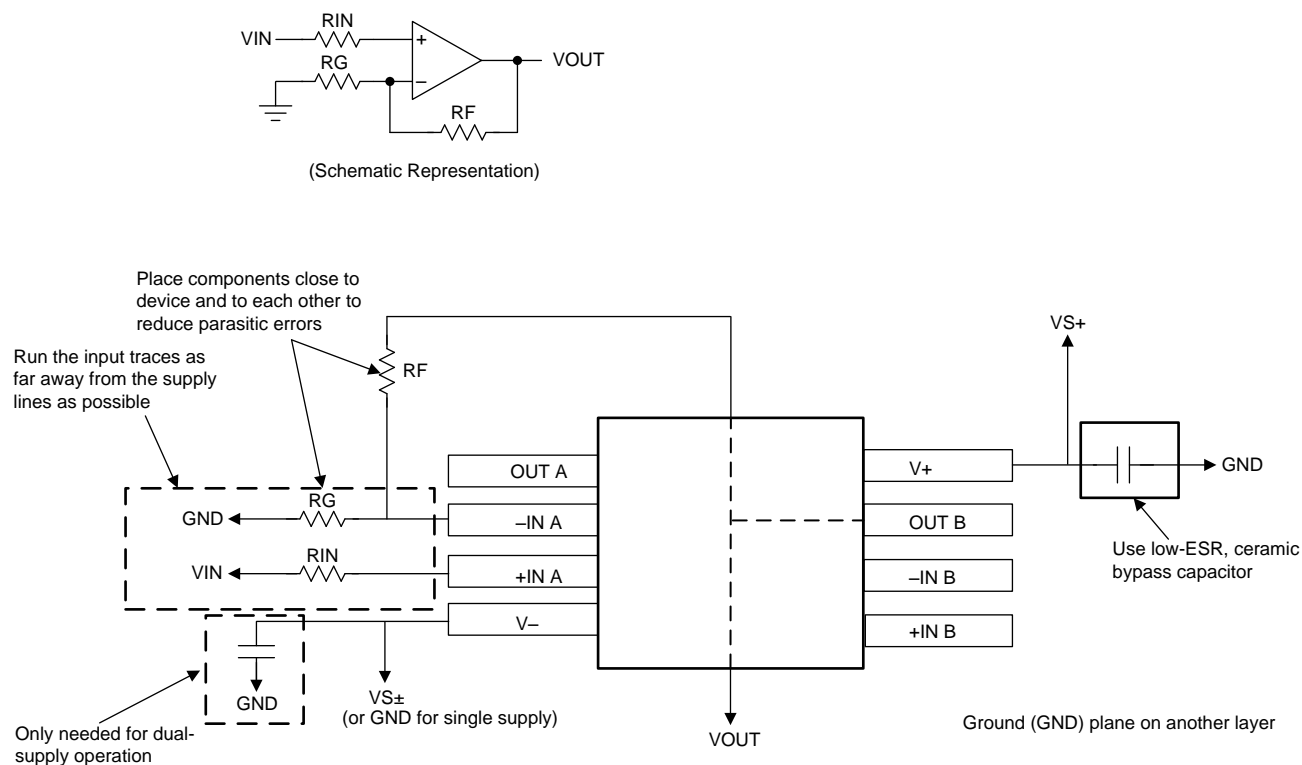 RIN
VIN
+
VOUT
RG
–
RF
(Schematic Representation)
Place components close to
device and to each other to
reduce parasitic errors
VS+
Run the input traces as
far away from the supply
lines as possible
RF
OUT A
V+
GND
RG
GND
–IN A
OUT B
Use low-ESR, ceramic
bypass capacitor
RIN
VIN
+IN A
–IN B
V–
+IN B
GND
VS±
(or GND for single supply)
Only needed for dual-
supply operation
VOUT
Ground (GND) plane on another layer